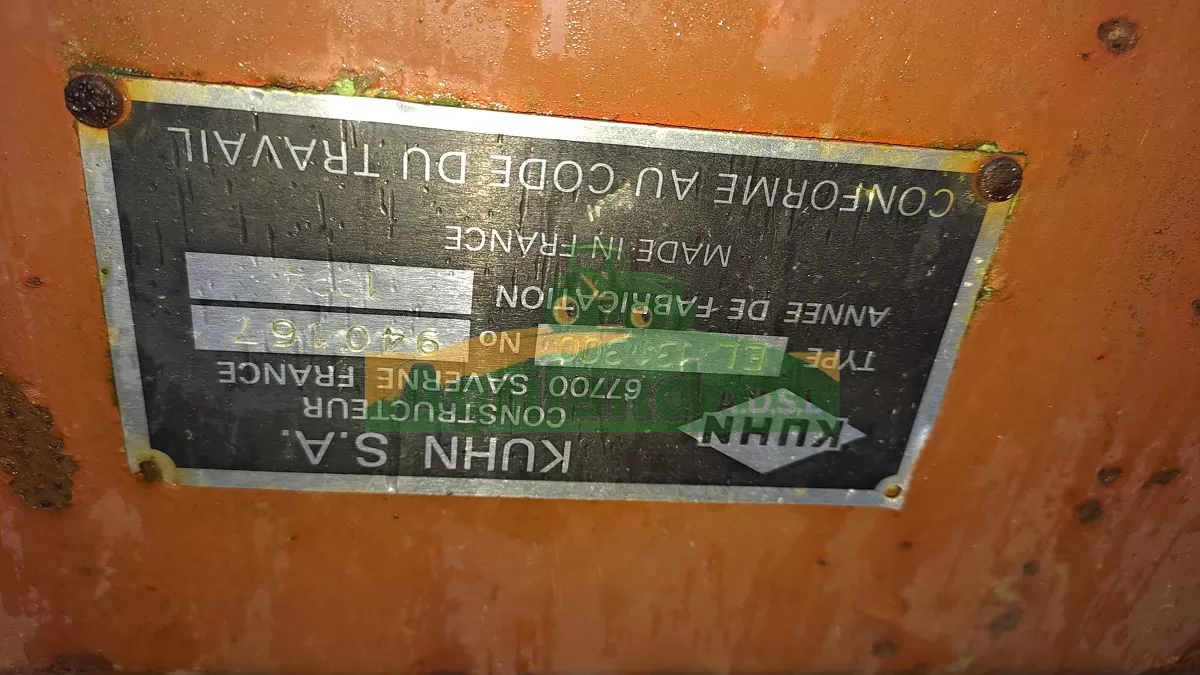 KUHN S.A.
CONSTRUCTEUR
67700 SAVERNE FRANCE
KUHN
TYPE EL No 940167
ANNEE DE FABRICATION
MADE IN FRANCE
CONFORME AU CODE DU TRAVAIL